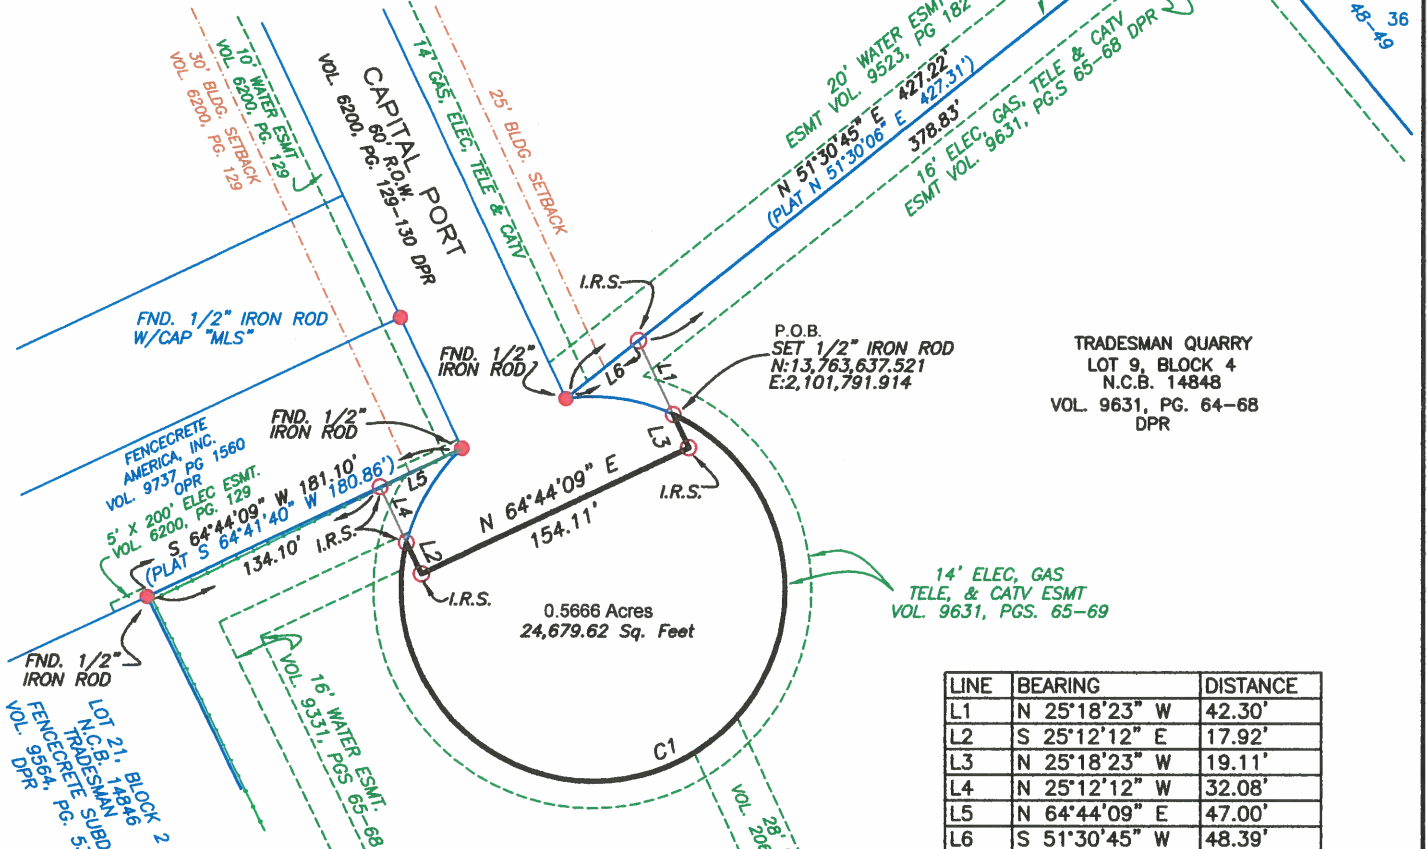 30' BLDG. SETBACK
VOL 6200, PG. 129
10' WATER ESMT
VOL. 6200, PG. 129
CAPITAL PORT
60' R.O.W.
VOL. 6200, PG. 129-130 DPR
14' GAS, ELEC, TELE & CATV
25' BLDG. SETBACK
20' WATER ESMT
ESMT VOL. 9523, PG 182
N 51°30'45" E 427.22'
(PLAT N 51°30'06" E 427.31')
378.83'
16' ELEC, GAS, TELE & CATV
ESMT VOL. 9631, PG.S 65-68 DPR
36
48-49
FND. 1/2" IRON ROD
W/CAP "MLS"
I.R.S.
FND. 1/2"
IRON ROD
L6
L1
P.O.B.
SET 1/2" IRON ROD
N:13,763,637.521
E:2,101,791.914
TRADESMAN QUARRY
LOT 9, BLOCK 4
N.C.B. 14848
VOL. 9631, PG. 64-68
DPR
FND. 1/2"
IRON ROD
FENCECRETE
AMERICA, INC.
VOL. 9737 PG 1560
OPR
5' X 200' ELEC ESMT.
VOL. 6200, PG. 129
S 64°44'09" W 181.10'
(PLAT S 64°41'40" W 180.86')
134.10'
L5
L4
I.R.S.
L3
I.R.S.
N 64°44'09" E
154.11'
L2
I.R.S.
0.5666 Acres
24,679.62 Sq. Feet
14' ELEC, GAS
TELE, & CATV ESMT
VOL. 9631, PGS. 65-69
FND. 1/2"
IRON ROD
LOT 21, BLOCK 2
N.C.B. 14846
TRADESMAN
FENCECRETE SUBD
VOL. 9564, PG. 5
DPR
16' WATER ESMT.
VOL. 9331, PGS 65-68
C1
28'
VOL. 206
LINE BEARING DISTANCE
L1 N 25°18'23" W 42.30'
L2 S 25°12'12" E 17.92'
L3 N 25°18'23" W 19.11'
L4 N 25°12'12" W 32.08'
L5 N 64°44'09" E 47.00'
L6 S 51°30'45" W 48.39'